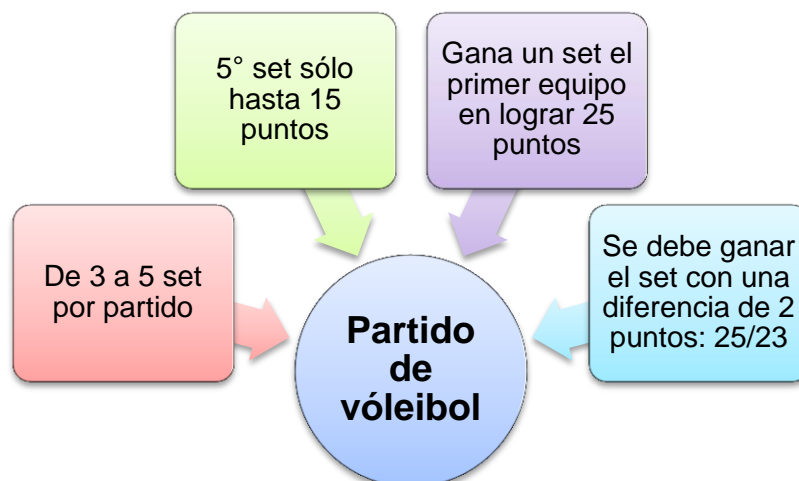 5° set sólo
hasta 15
puntos
Gana un set el
primer equipo
en lograr 25
puntos
De 3 a 5 set
por partido
Se debe ganar
el set con una
diferencia de 2
puntos: 25/23
Partido
de
vóleibol